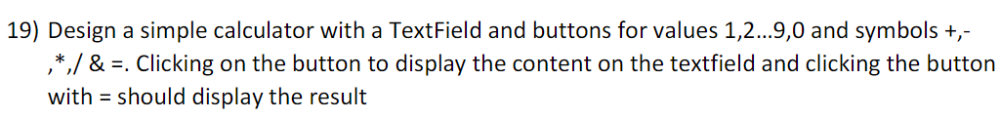 19) Design a simple calculator with a TextField and buttons for values 1,2...9,0 and symbols +,-
,*,/ & =. Clicking on the button to display the content on the textfield and clicking the button
with = should display the result